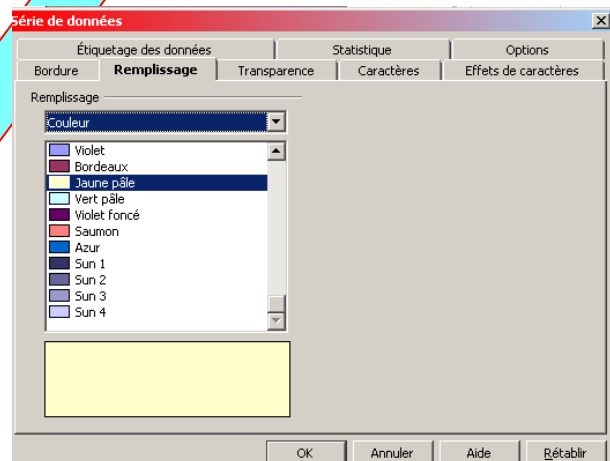 Série de données
Étiquetage des données Statistique Options
Bordure Remplissage Transparence Caractères Effets de caractères
Remplissage
Couleur
Violet
Bordeaux
Jaune pâle
Vert pâle
Violet foncé
Saumon
Azur
Sun 1
Sun 2
Sun 3
Sun 4
OK Annuler Aide Rétablir